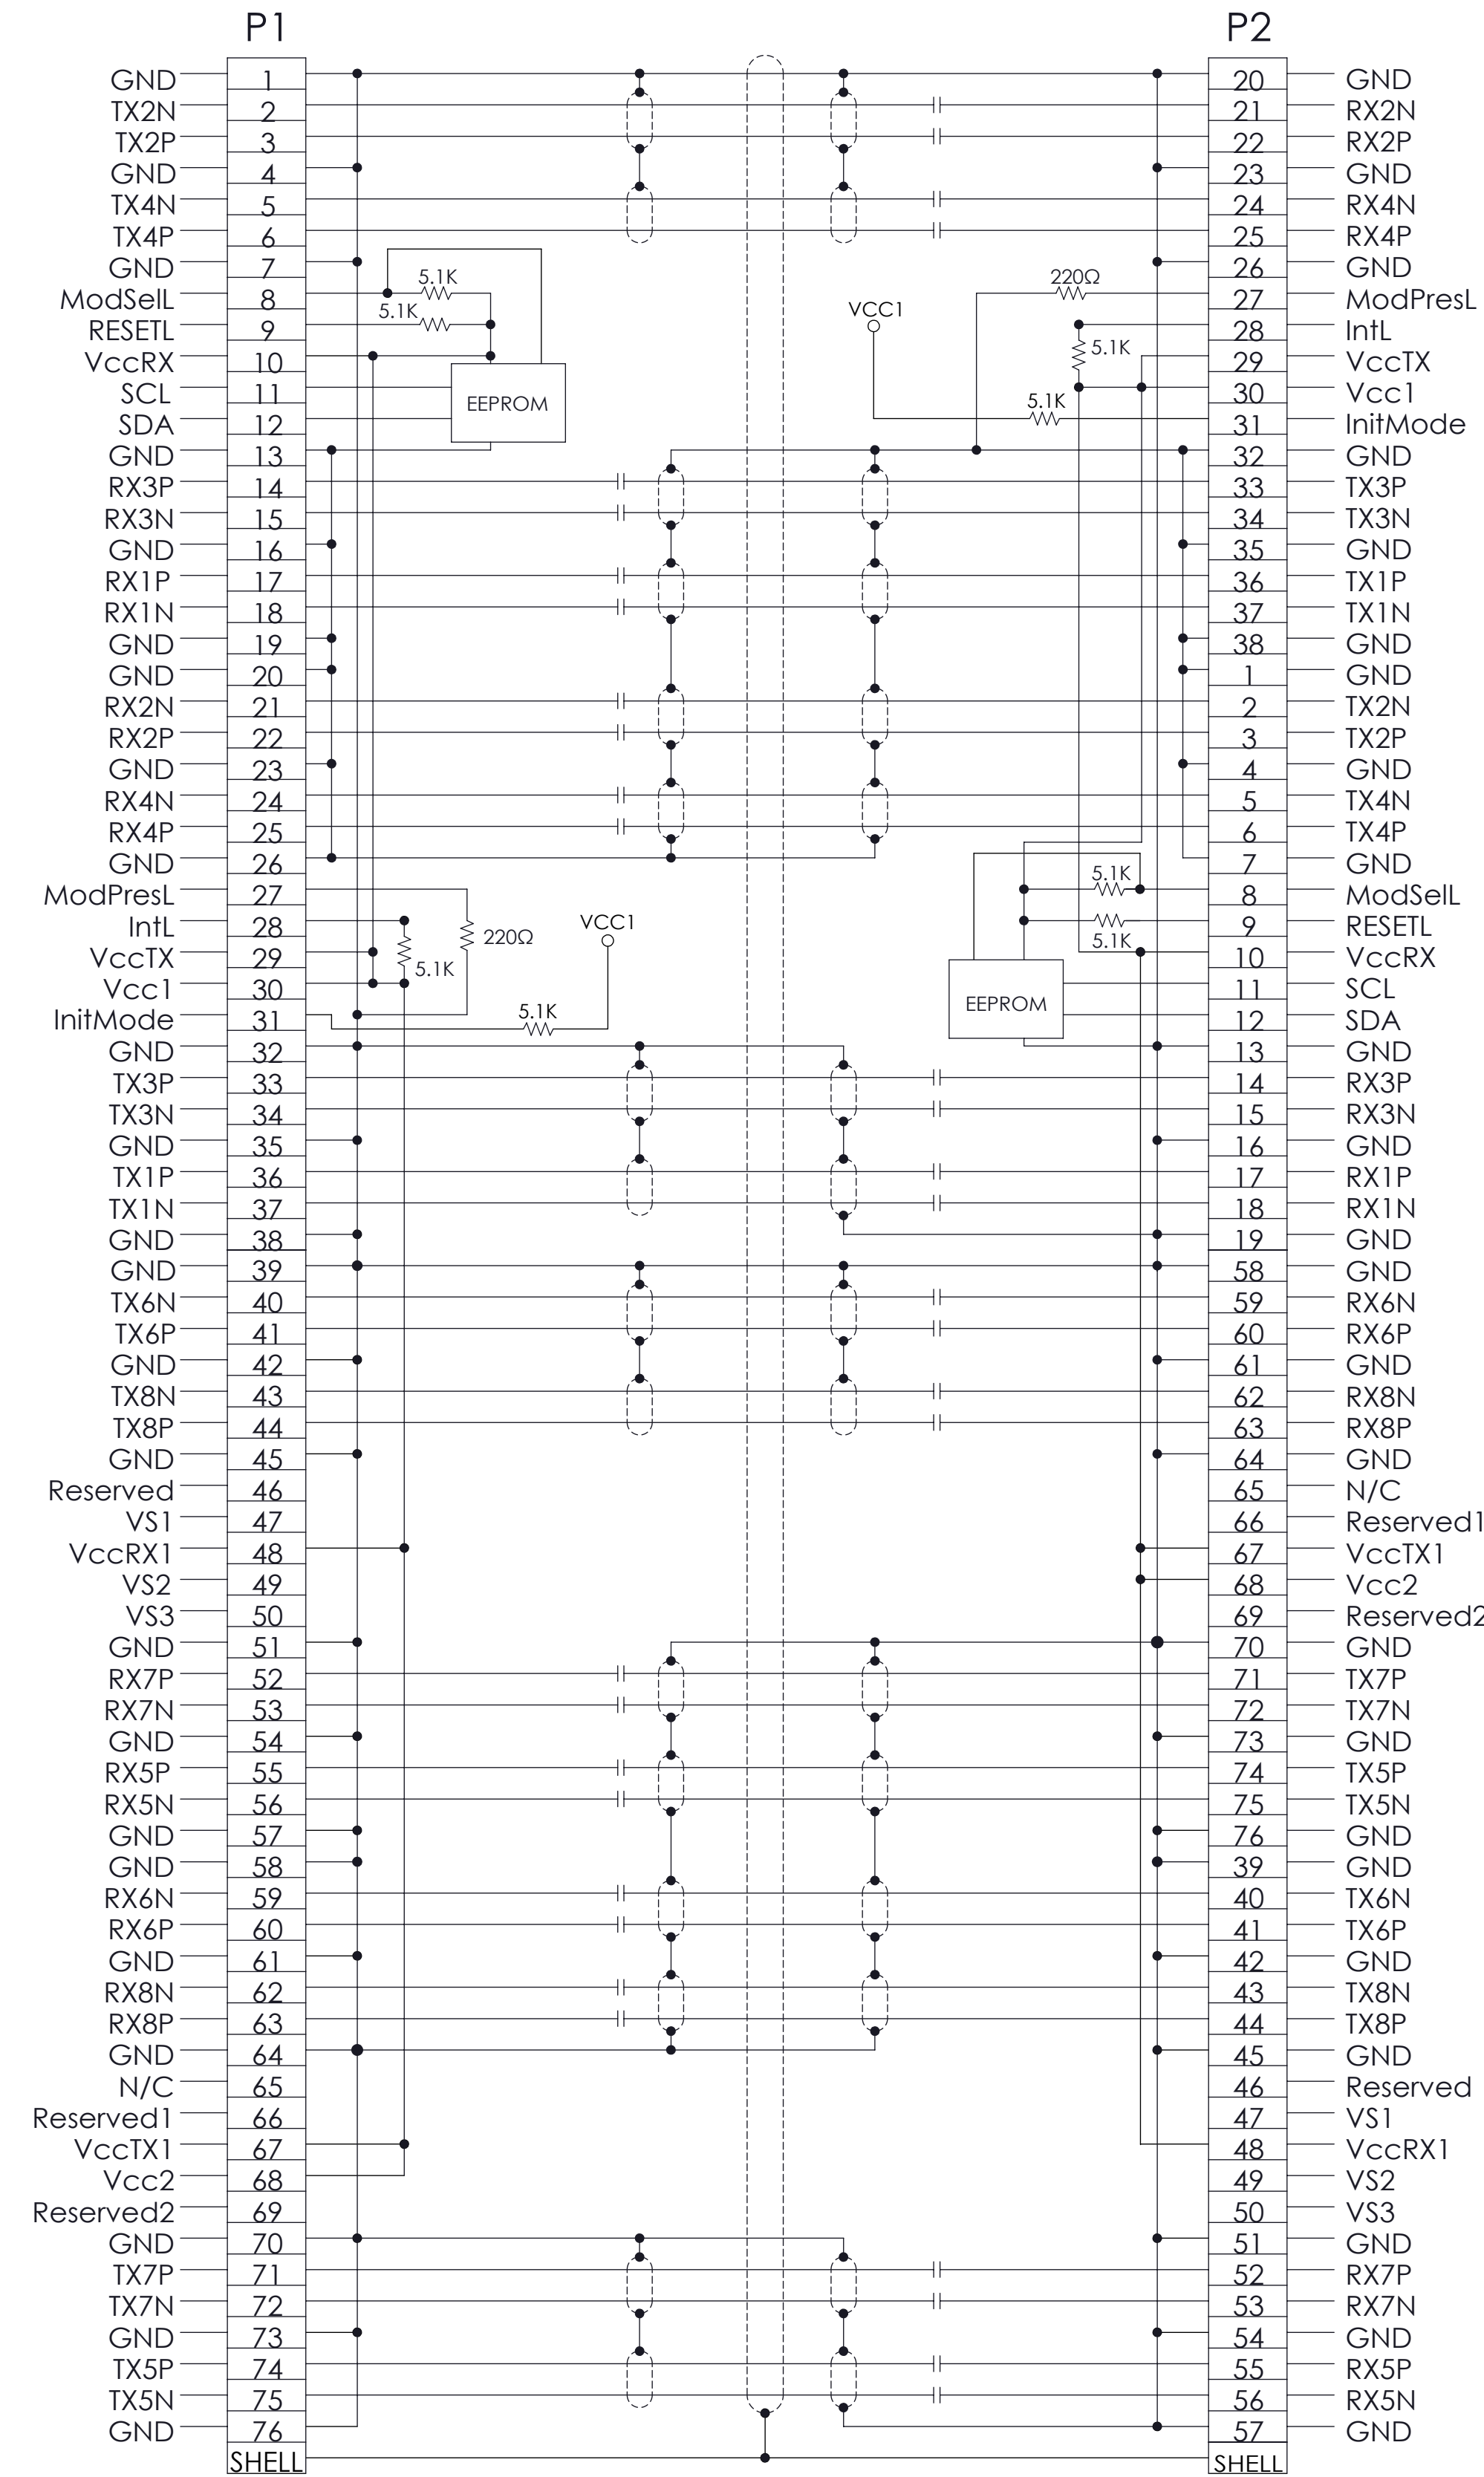 P1 P2
GND 1 20 GND
TX2N 2 21 RX2N
TX2P 3 22 RX2P
GND 4 23 GND
TX4N 5 24 RX4N
TX4P 6 25 RX4P
GND 7 26 GND
ModSelL 8 5.1K 220Ω 27 ModPresL
RESETL 9 5.1K VCC1 28 IntL
VccRX 10 5.1K 29 VccTX
SCL 11 EEPROM 30 Vcc1
SDA 12 5.1K 31 InitMode
GND 13 32 GND
RX3P 14 33 TX3P
RX3N 15 34 TX3N
GND 16 35 GND
RX1P 17 36 TX1P
RX1N 18 37 TX1N
GND 19 38 GND
GND 20 1 GND
RX2N 21 2 TX2N
RX2P 22 3 TX2P
GND 23 4 GND
RX4N 24 5 TX4N
RX4P 25 6 TX4P
GND 26 7 GND
ModPresL 27 5.1K 8 ModSelL
IntL 28 220Ω VCC1 5.1K 9 RESETL
VccTX 29 5.1K 10 VccRX
Vcc1 30 EEPROM 11 SCL
InitMode 31 5.1K 12 SDA
GND 32 13 GND
TX3P 33 14 RX3P
TX3N 34 15 RX3N
GND 35 16 GND
TX1P 36 17 RX1P
TX1N 37 18 RX1N
GND 38 19 GND
GND 39 58 GND
TX6N 40 59 RX6N
TX6P 41 60 RX6P
GND 42 61 GND
TX8N 43 62 RX8N
TX8P 44 63 RX8P
GND 45 64 GND
Reserved 46 65 N/C
VS1 47 66 Reserved1
VccRX1 48 67 VccTX1
VS2 49 68 Vcc2
VS3 50 69 Reserved2
GND 51 70 GND
RX7P 52 71 TX7P
RX7N 53 72 TX7N
GND 54 73 GND
RX5P 55 74 TX5P
RX5N 56 75 TX5N
GND 57 76 GND
GND 58 39 GND
RX6N 59 40 TX6N
RX6P 60 41 TX6P
GND 61 42 GND
RX8N 62 43 TX8N
RX8P 63 44 TX8P
GND 64 45 GND
N/C 65 46 Reserved
Reserved1 66 47 VS1
VccTX1 67 48 VccRX1
Vcc2 68 49 VS2
Reserved2 69 50 VS3
GND 70 51 GND
TX7P 71 52 RX7P
TX7N 72 53 RX7N
GND 73 54 GND
TX5P 74 55 RX5P
TX5N 75 56 RX5N
GND 76 57 GND
SHELL SHELL